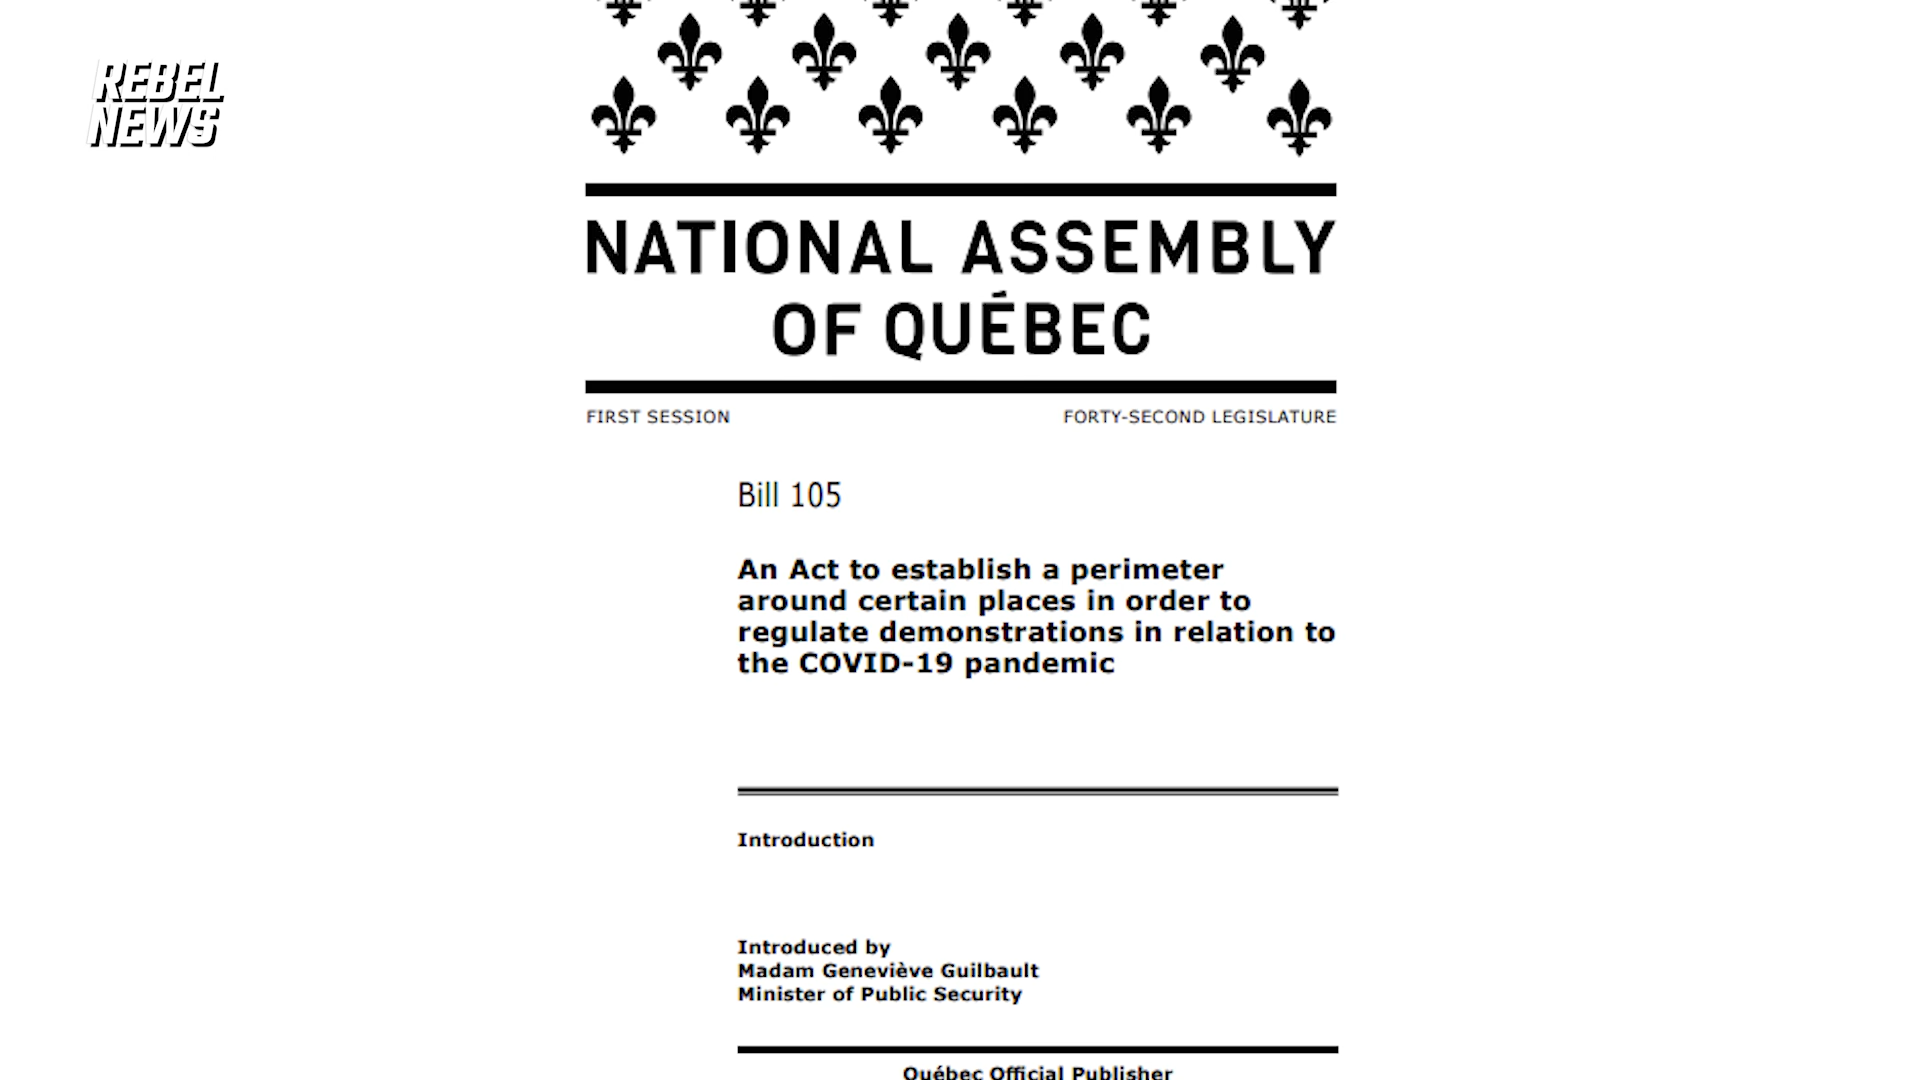 REBEL
NEWS
NATIONAL ASSEMBLY
OF QUÉBEC
FIRST SESSION
FORTY-SECOND LEGISLATURE
Bill 105
An Act to establish a perimeter
around certain places in order to
regulate demonstrations in relation to
the COVID-19 pandemic
Introduction
Introduced by
Madam Geneviève Guilbault
Minister of Public Security
Québec Official Publisher